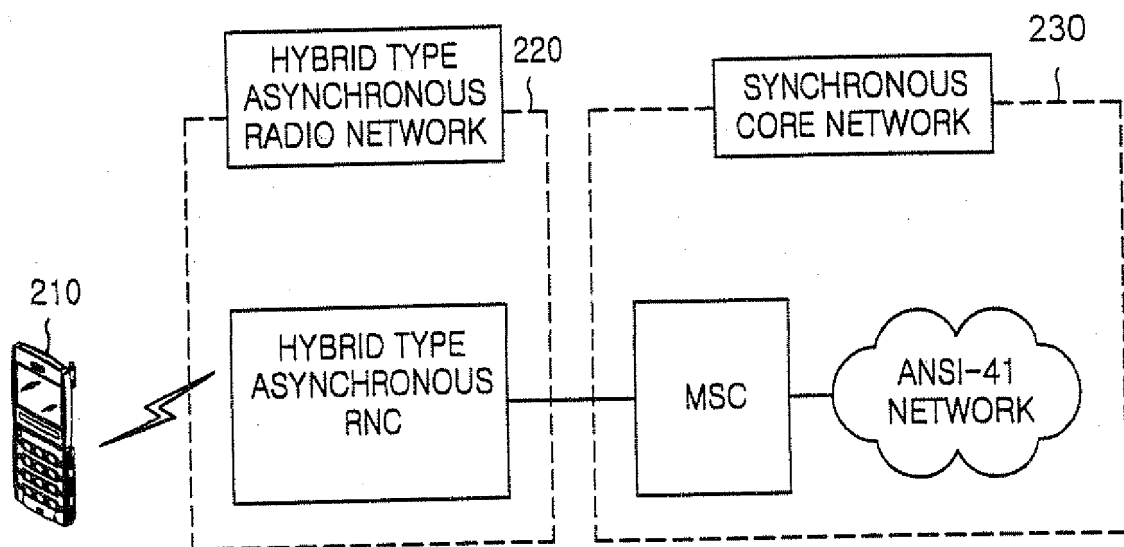 HYBRID TYPE
ASYNCHRONOUS
RADIO NETWORK
220
SYNCHRONOUS
CORE NETWORK
230
210
HYBRID TYPE
ASYNCHRONOUS
RNC
MSC
ANSI-41
NETWORK